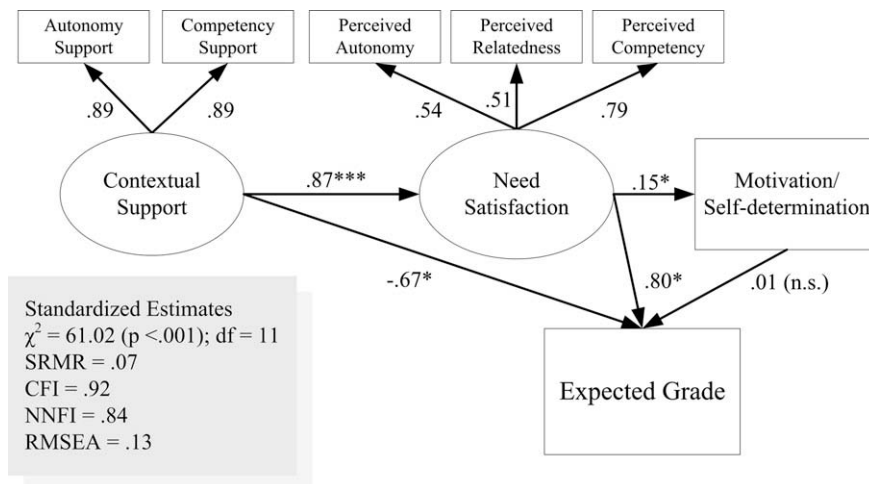 Autonomy
Support
Competency
Support
Perceived
Autonomy
Perceived
Relatedness
Perceived
Competency
.89
.89
.54
.51
.79
Contextual
Support
.87***
Need
Satisfaction
.15*
Motivation/
Self-determination
-.67*
.80*
.01 (n.s.)
Expected Grade
Standardized Estimates
χ² = 61.02 (p <.001); df = 11
SRMR = .07
CFI = .92
NNFI = .84
RMSEA = .13